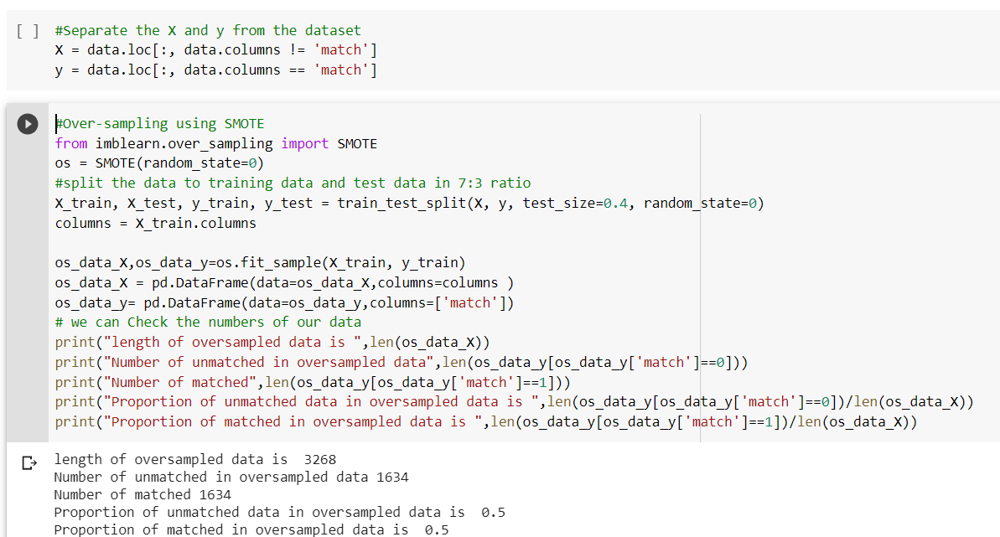 [ ] #Separate the X and y from the dataset
X = data.loc[:, data.columns != 'match']
y = data.loc[:, data.columns == 'match']
#Over-sampling using SMOTE
from imblearn.over_sampling import SMOTE
os = SMOTE(random_state=0)
#split the data to training data and test data in 7:3 ratio
X_train, X_test, y_train, y_test = train_test_split(X, y, test_size=0.4, random_state=0)
columns = X_train.columns
os_data_X,os_data_y=os.fit_sample(X_train, y_train)
os_data_X = pd.DataFrame(data=os_data_X,columns=columns )
os_data_y= pd.DataFrame(data=os_data_y,columns=['match'])
# we can Check the numbers of our data
print("length of oversampled data is ",len(os_data_X))
print("Number of unmatched in oversampled data",len(os_data_y[os_data_y['match']==0]))
print("Number of matched",len(os_data_y[os_data_y['match']==1]))
print("Proportion of unmatched data in oversampled data is ",len(os_data_y[os_data_y['match']==0])/len(os_data_X))
print("Proportion of matched in oversampled data is ",len(os_data_y[os_data_y['match']==1])/len(os_data_X))
length of oversampled data is  3268
Number of unmatched in oversampled data 1634
Number of matched 1634
Proportion of unmatched data in oversampled data is  0.5
Proportion of matched in oversampled data is  0.5